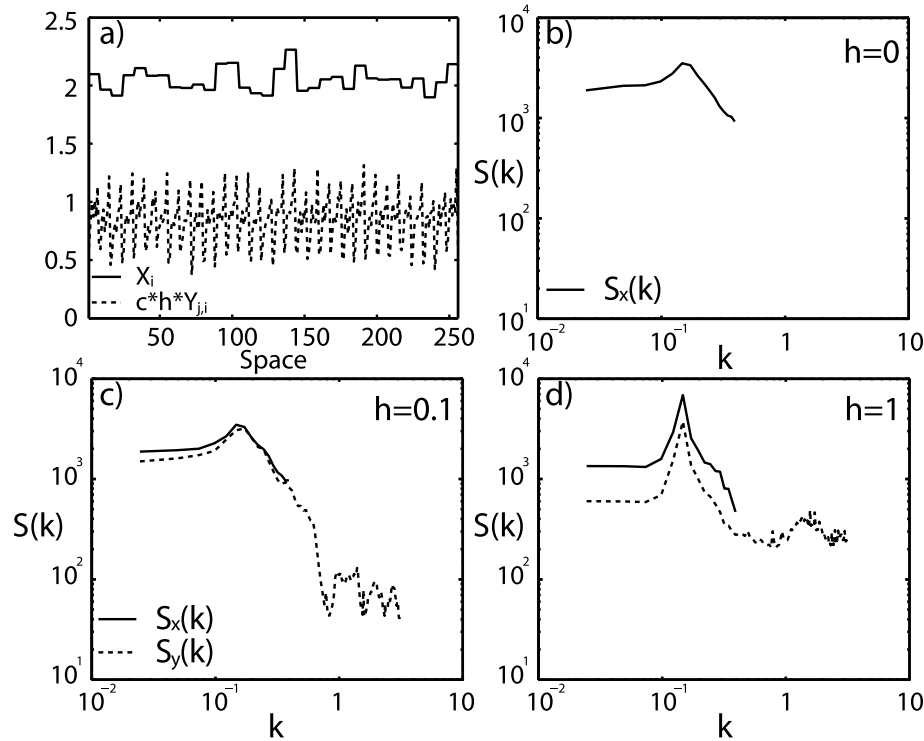 a)
2.5
2
1.5
1
0.5
0
50 100 150 200 250
Space
X_i
c*h*Y_{j,i}
b)
h=0
10^4
10^3
S(k)
10^2
10^1
10^-2 10^-1 1 10
k
S_x(k)
c)
h=0.1
10^4
10^3
S(k)
10^2
10^1
10^-2 10^-1 1 10
k
S_x(k)
S_y(k)
d)
h=1
10^4
10^3
S(k)
10^2
10^1
10^-2 10^-1 1 10
k